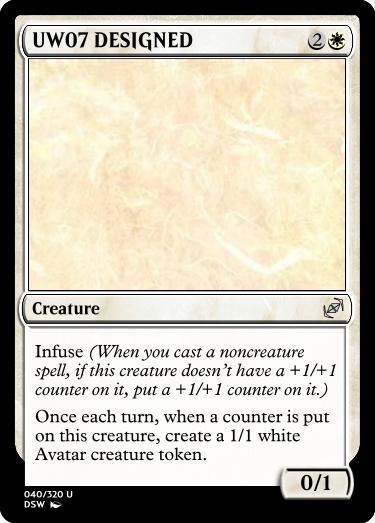 UW07 DESIGNED 2
Creature
Infuse (When you cast a noncreature
spell, if this creature doesn't have a +1/+1
counter on it, put a +1/+1 counter on it.)
Once each turn, when a counter is put
on this creature, create a 1/1 white
Avatar creature token.
0/1
040/320 U
DSW